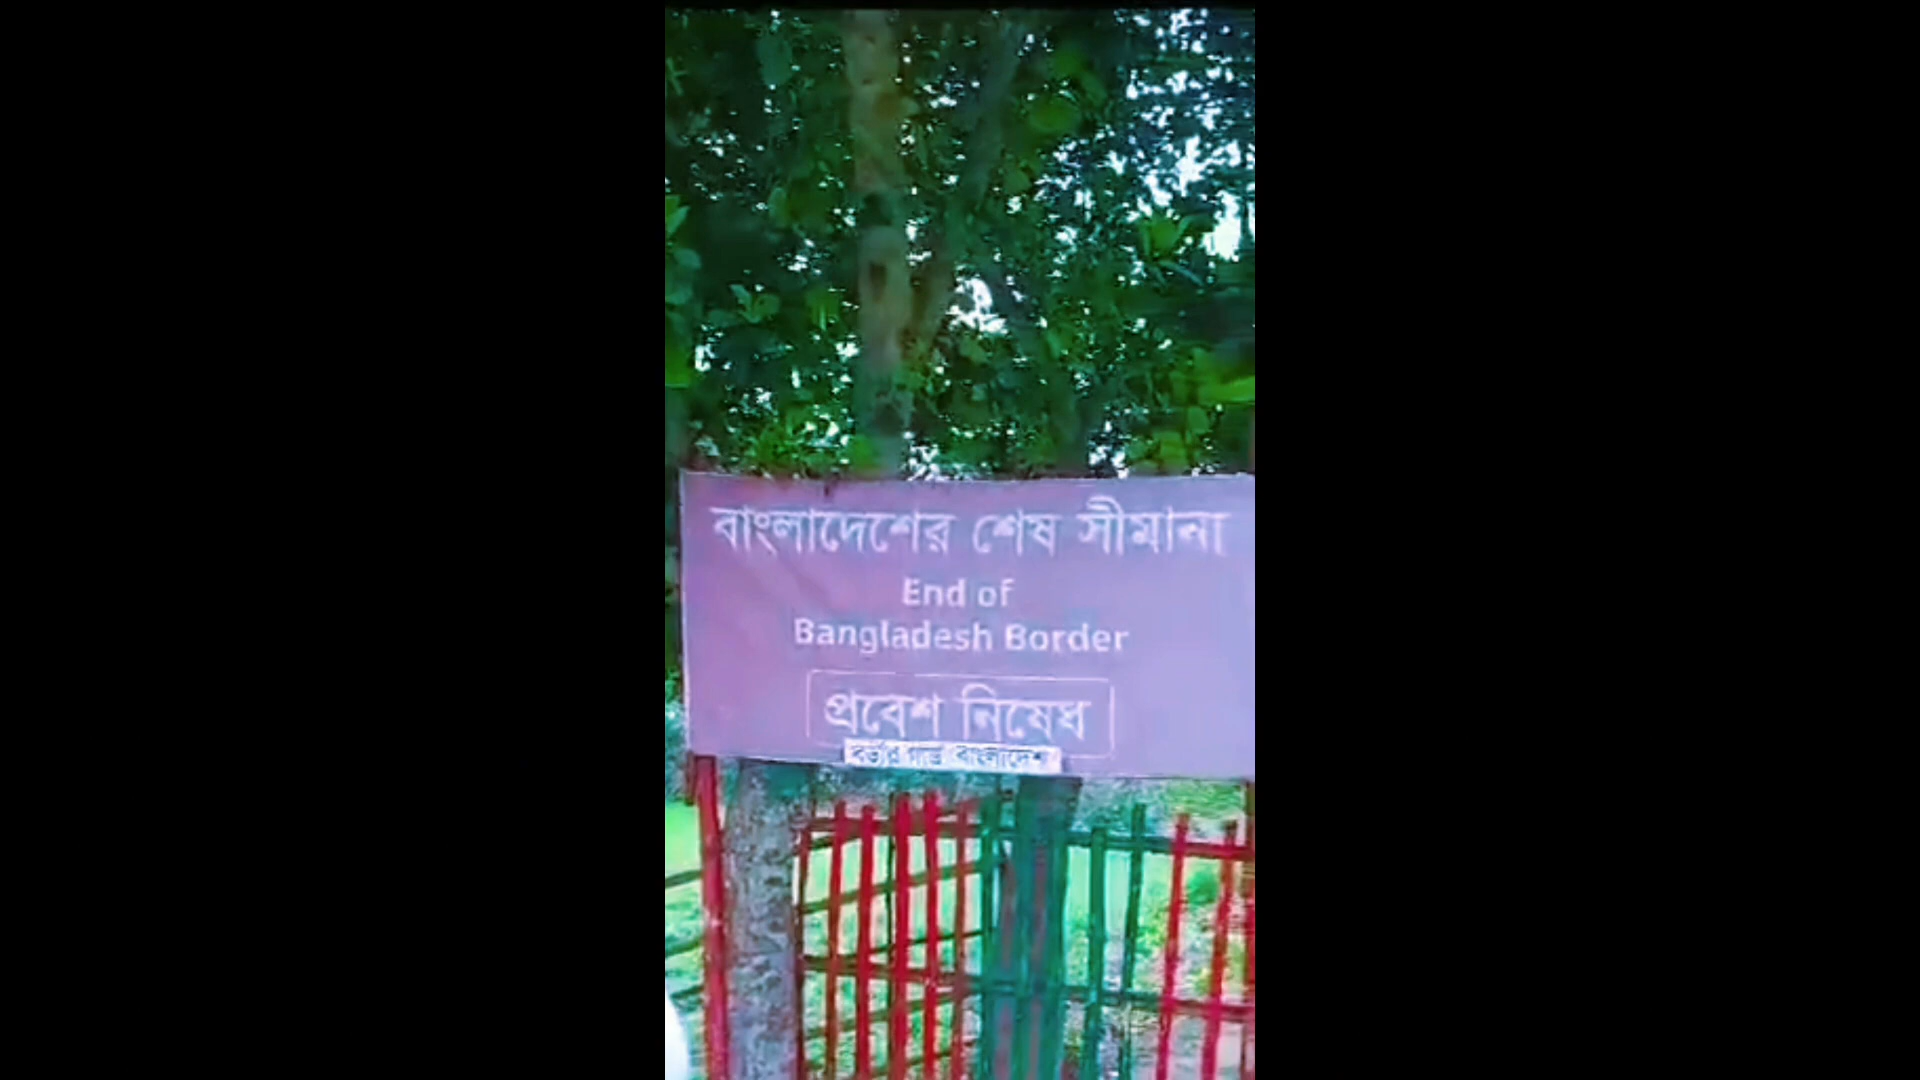 বাংলাদেশের শেষ সীমানা
End of
Bangladesh Border
প্রবেশ নিষেধ
বর্ডার গার্ড বাংলাদেশ